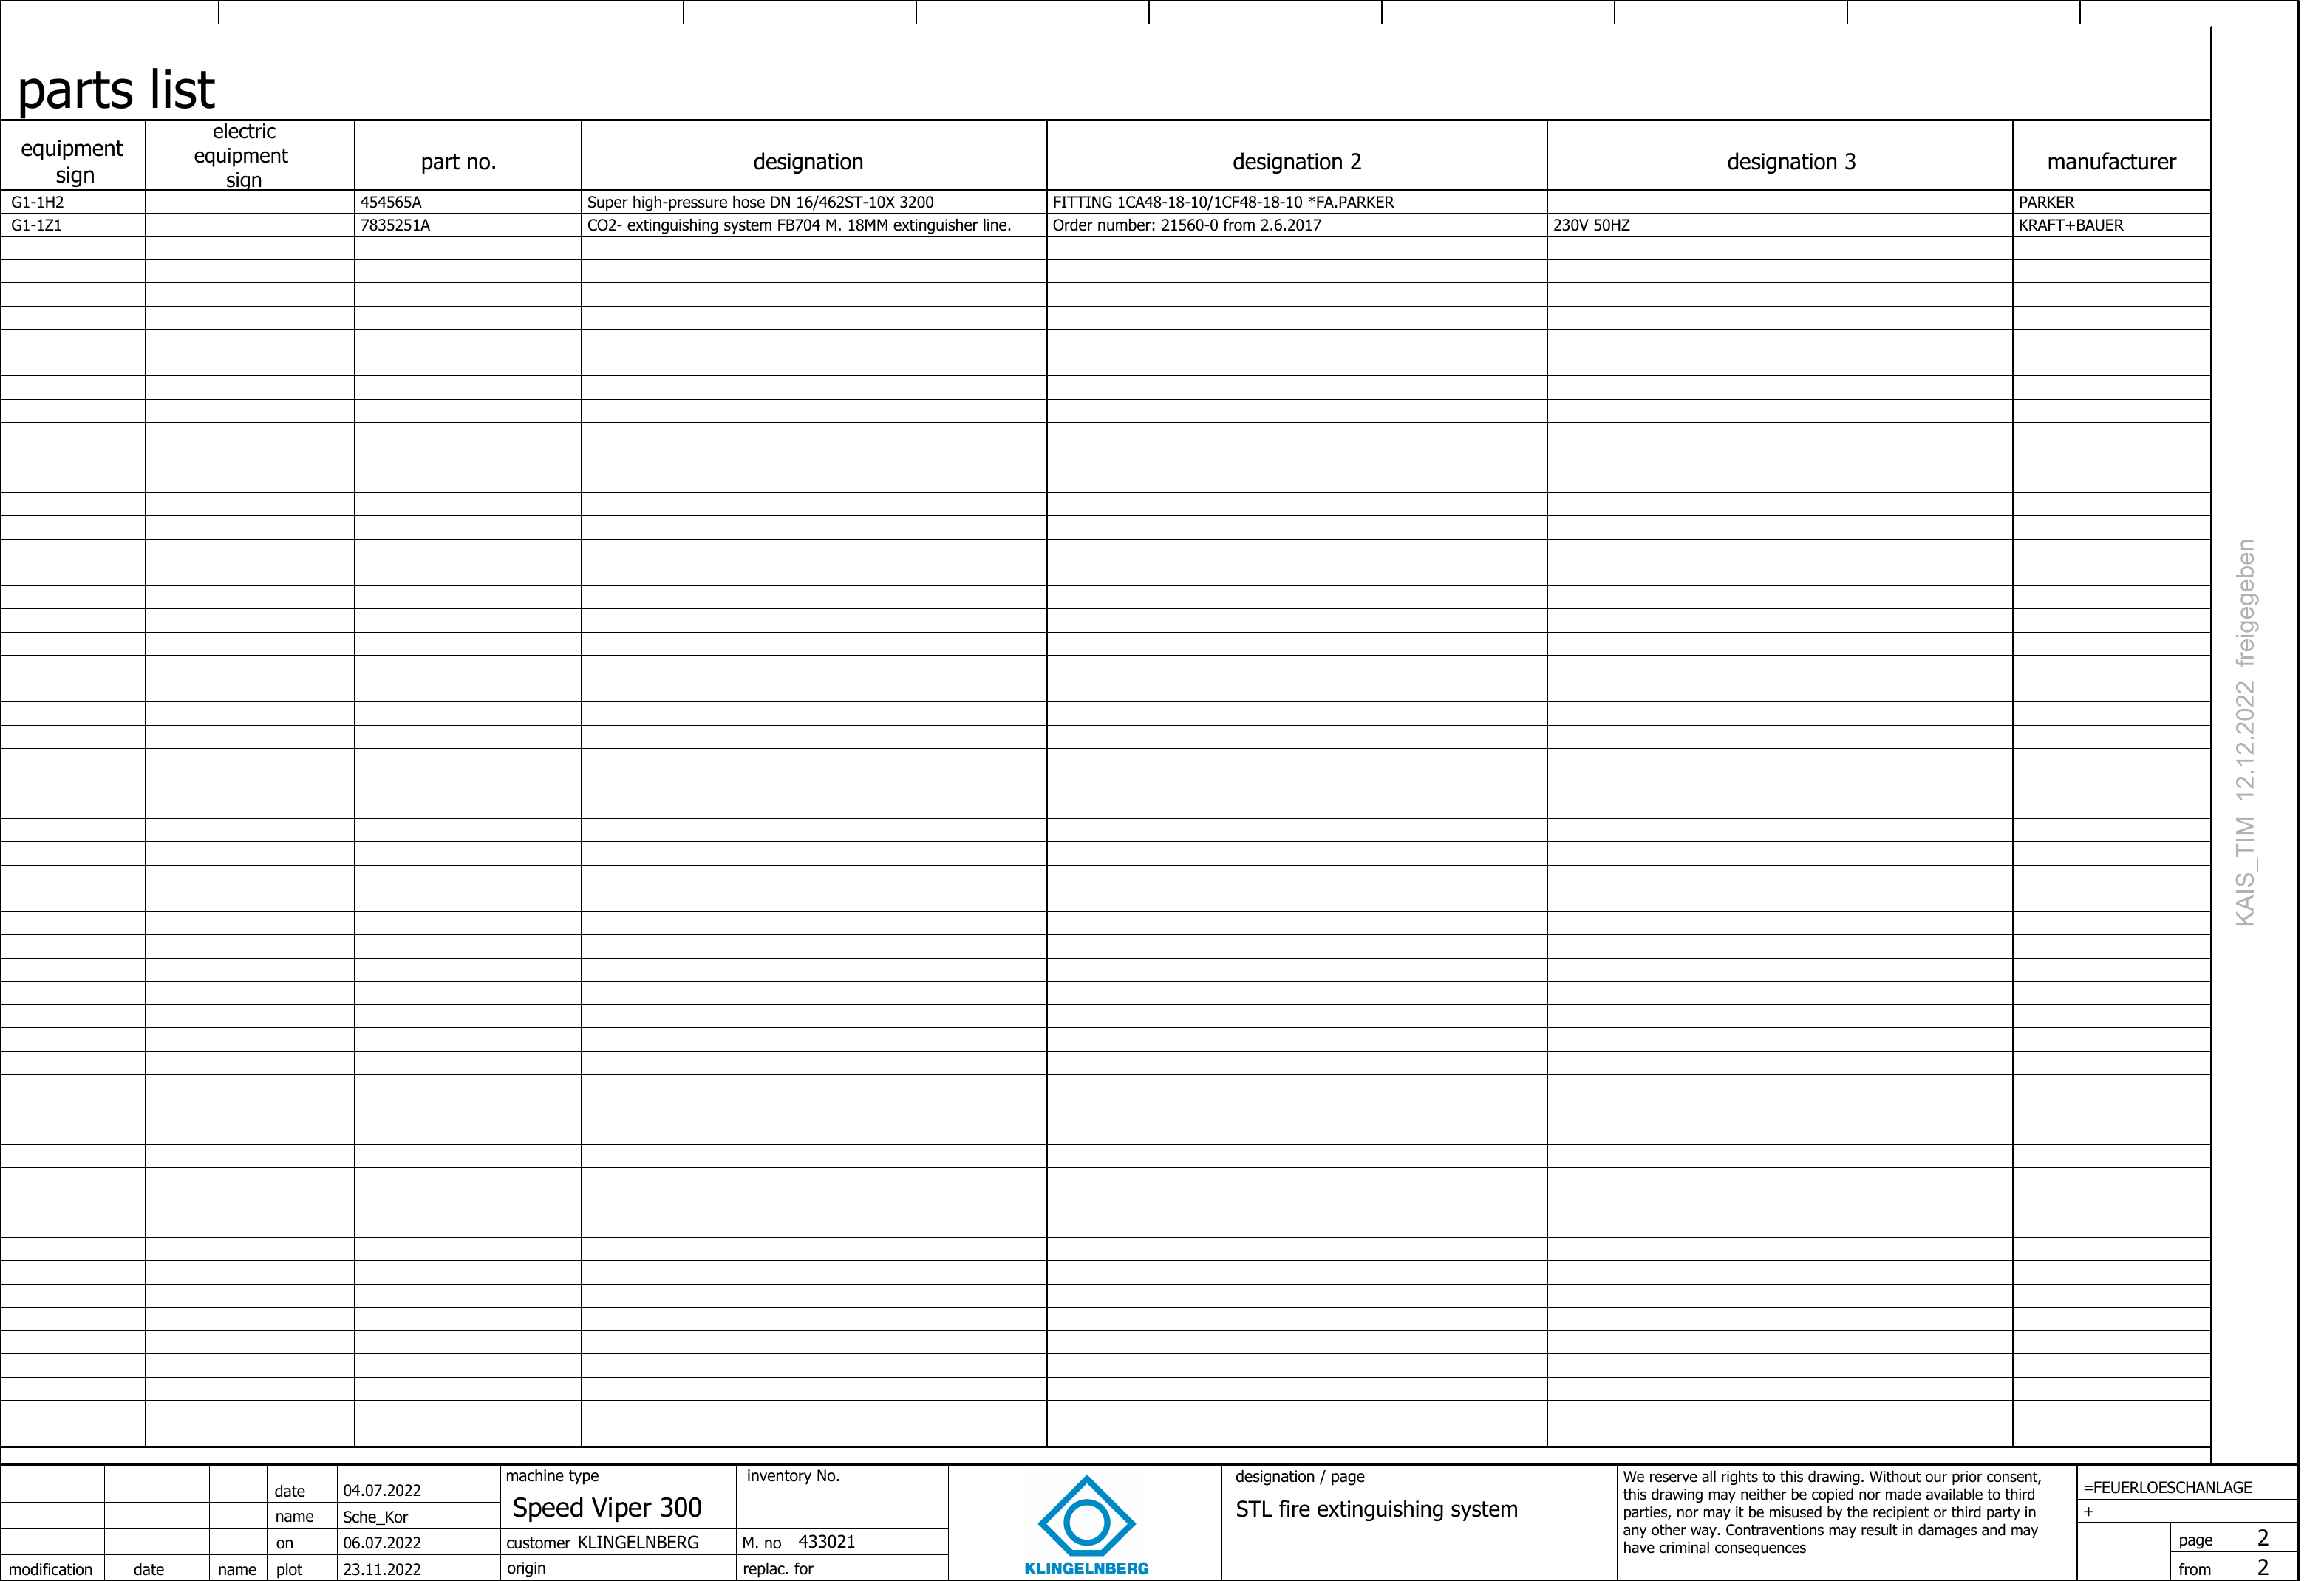 parts list
equipment sign
electric equipment sign
part no.
designation
designation 2
designation 3
manufacturer
G1-1H2 454565A Super high-pressure hose DN 16/462ST-10X 3200 FITTING 1CA48-18-10/1CF48-18-10 *FA.PARKER PARKER
G1-1Z1 7835251A CO2- extinguishing system FB704 M. 18MM extinguisher line. Order number: 21560-0 from 2.6.2017 230V 50HZ KRAFT+BAUER
KAIS_TIM 12.12.2022 freigegeben
modification date name
date 04.07.2022
name Sche_Kor
on 06.07.2022
plot 23.11.2022
machine type
Speed Viper 300
customer KLINGELNBERG
origin
inventory No.
M. no 433021
replac. for
KLINGELNBERG
designation / page
STL fire extinguishing system
We reserve all rights to this drawing. Without our prior consent,
this drawing may neither be copied nor made available to third
parties, nor may it be misused by the recipient or third party in
any other way. Contraventions may result in damages and may
have criminal consequences
=FEUERLOESCHANLAGE
+
page 2
from 2